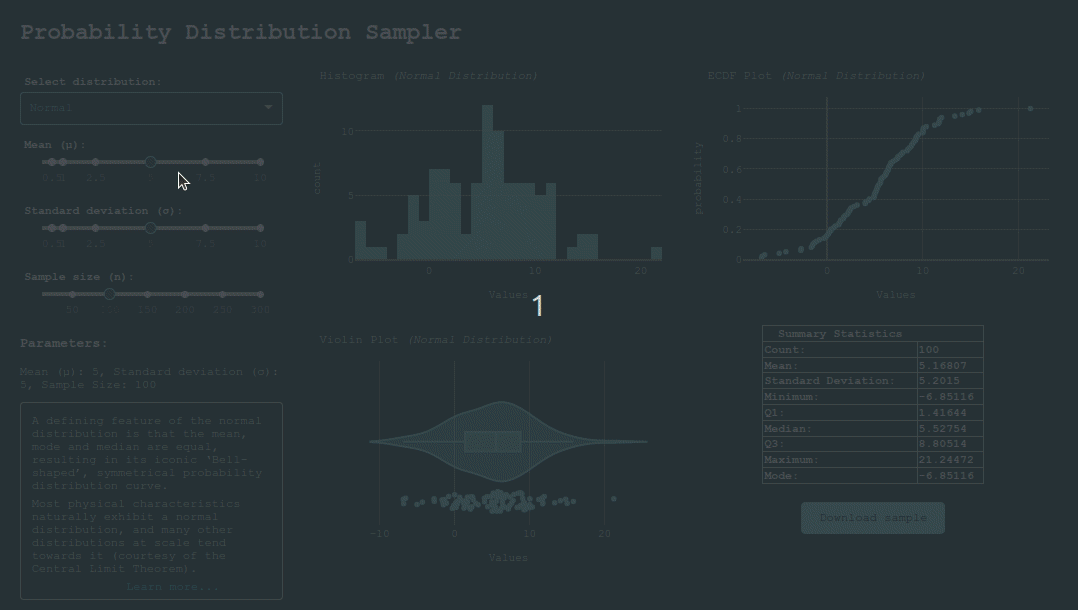 Probability Distribution Sampler
Select distribution:
Normal
Mean (μ):
2.5
5
7.5
10
Standard deviation (σ):
2.5
5
7.5
10
Sample size (n):
50
150
200
250
300
Parameters:
Mean (μ): 5, Standard deviation (σ):
5, Sample Size: 100
A defining feature of the normal
distribution is that the mean,
mode and median are equal,
resulting in its iconic 'Bell-
shaped', symmetrical probability
distribution curve.
Most physical characteristics
naturally exhibit a normal
distribution, and many other
distributions at scale tend
towards it (courtesy of the
Central Limit Theorem).
Learn more...
Histogram (Normal Distribution)
count
10
5
0
0
10
20
Values
1
ECDF Plot (Normal Distribution)
probability
1
0.8
0.6
0.4
0.2
0
0
10
20
Values
Violin Plot (Normal Distribution)
−10
0
10
20
Values
Summary Statistics
Count: 100
Mean: 5.16807
Standard Deviation: 5.2015
Minimum: -6.85116
Q1: 1.41644
Median: 5.52754
Q3: 8.80514
Maximum: 21.24472
Mode: -6.85116
Download sample